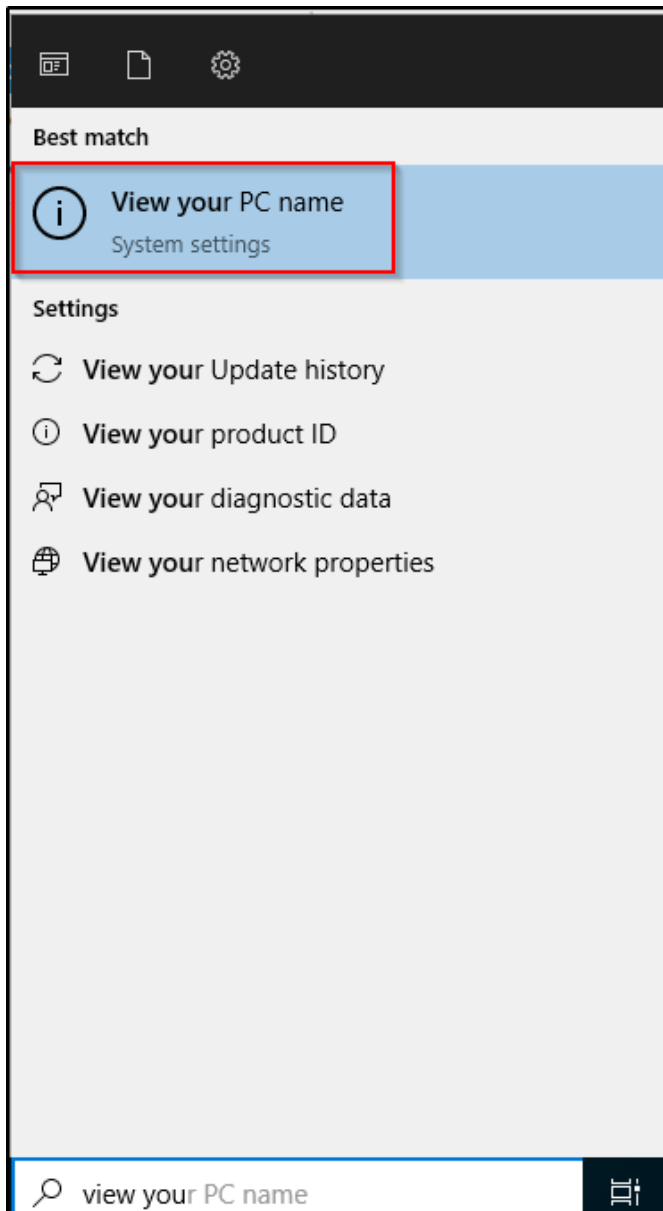 Best match
View your PC name
System settings
Settings
View your Update history
View your product ID
View your diagnostic data
View your network properties
view your PC name